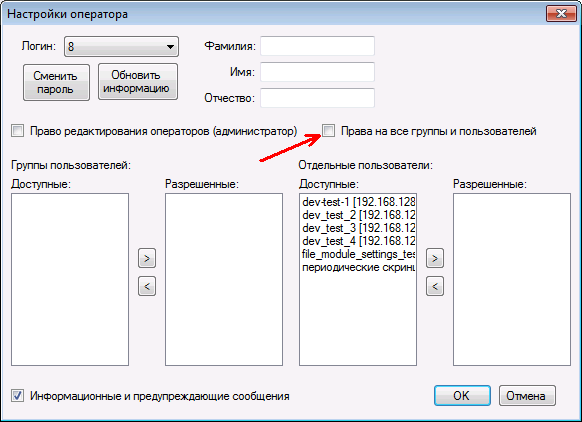 Настройки оператора
Логин: 8
Фамилия:
Сменить пароль
Обновить информацию
Имя:
Отчество:
Право редактирования операторов (администратор)
Права на все группы и пользователей
Группы пользователей:
Отдельные пользователи:
Доступные:
Разрешенные:
Доступные:
Разрешенные:
dev-test-1 [192.168.128
dev_test_2 [192.168.12
dev_test_3 [192.168.12
dev_test_4 [192.168.12
file_module_settings_tes
периодические скринц
>
<
>
<
Информационные и предупреждающие сообщения
OK
Отмена